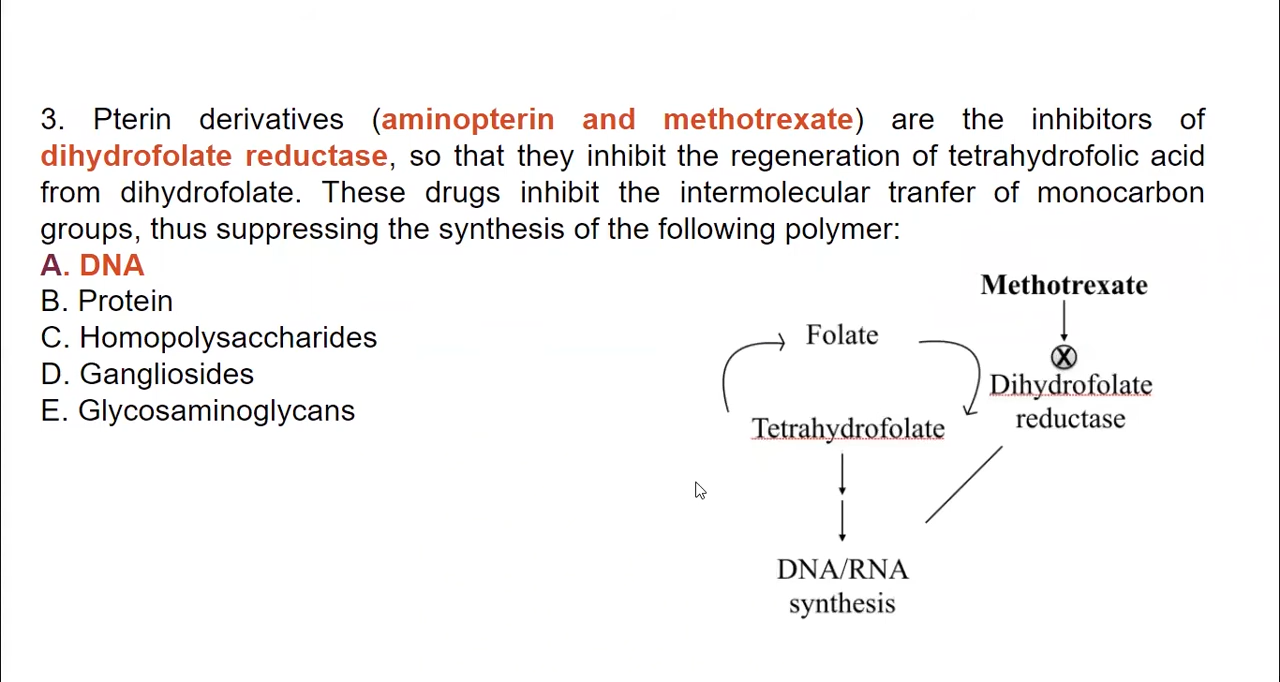 3. Pterin derivatives (aminopterin and methotrexate) are the inhibitors of
dihydrofolate reductase, so that they inhibit the regeneration of tetrahydrofolic acid
from dihydrofolate. These drugs inhibit the intermolecular tranfer of monocarbon
groups, thus suppressing the synthesis of the following polymer:
A. DNA
B. Protein
C. Homopolysaccharides
D. Gangliosides
E. Glycosaminoglycans
Methotrexate
Folate
X
Dihydrofolate
reductase
Tetrahydrofolate
DNA/RNA
synthesis